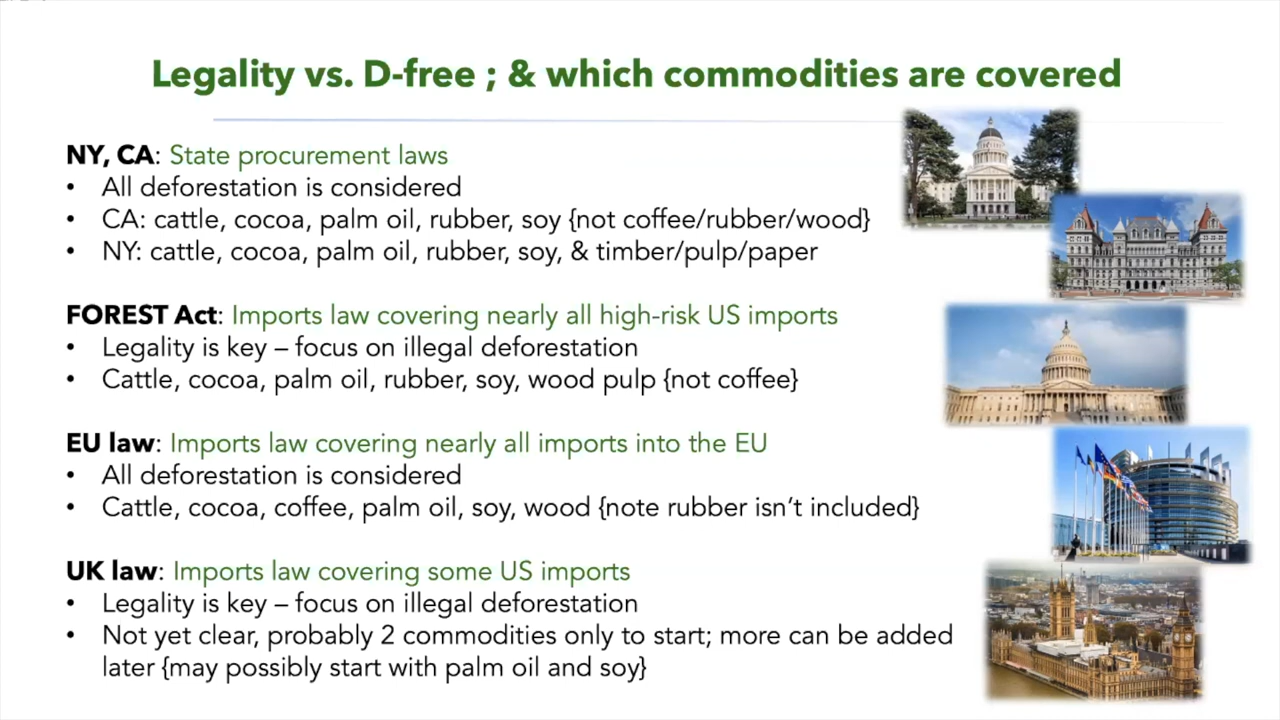 Legality vs. D-free ; & which commodities are covered
NY, CA: State procurement laws
• All deforestation is considered
• CA: cattle, cocoa, palm oil, rubber, soy {not coffee/rubber/wood}
• NY: cattle, cocoa, palm oil, rubber, soy, & timber/pulp/paper
FOREST Act: Imports law covering nearly all high-risk US imports
• Legality is key – focus on illegal deforestation
• Cattle, cocoa, palm oil, rubber, soy, wood pulp {not coffee}
EU law: Imports law covering nearly all imports into the EU
• All deforestation is considered
• Cattle, cocoa, coffee, palm oil, soy, wood {note rubber isn’t included}
UK law: Imports law covering some US imports
• Legality is key – focus on illegal deforestation
• Not yet clear, probably 2 commodities only to start; more can be added
later {may possibly start with palm oil and soy}